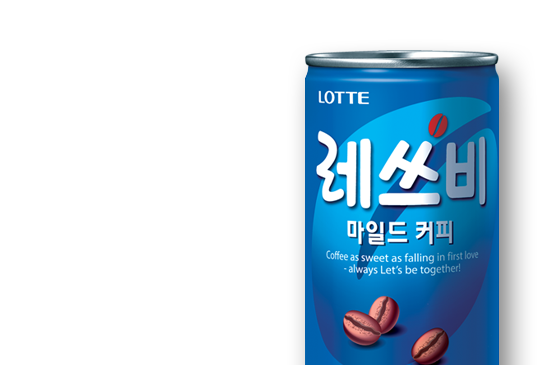 LOTTE
레쓰비
마일드 커피
Coffee as sweet as falling in first love
- always Let's be together!